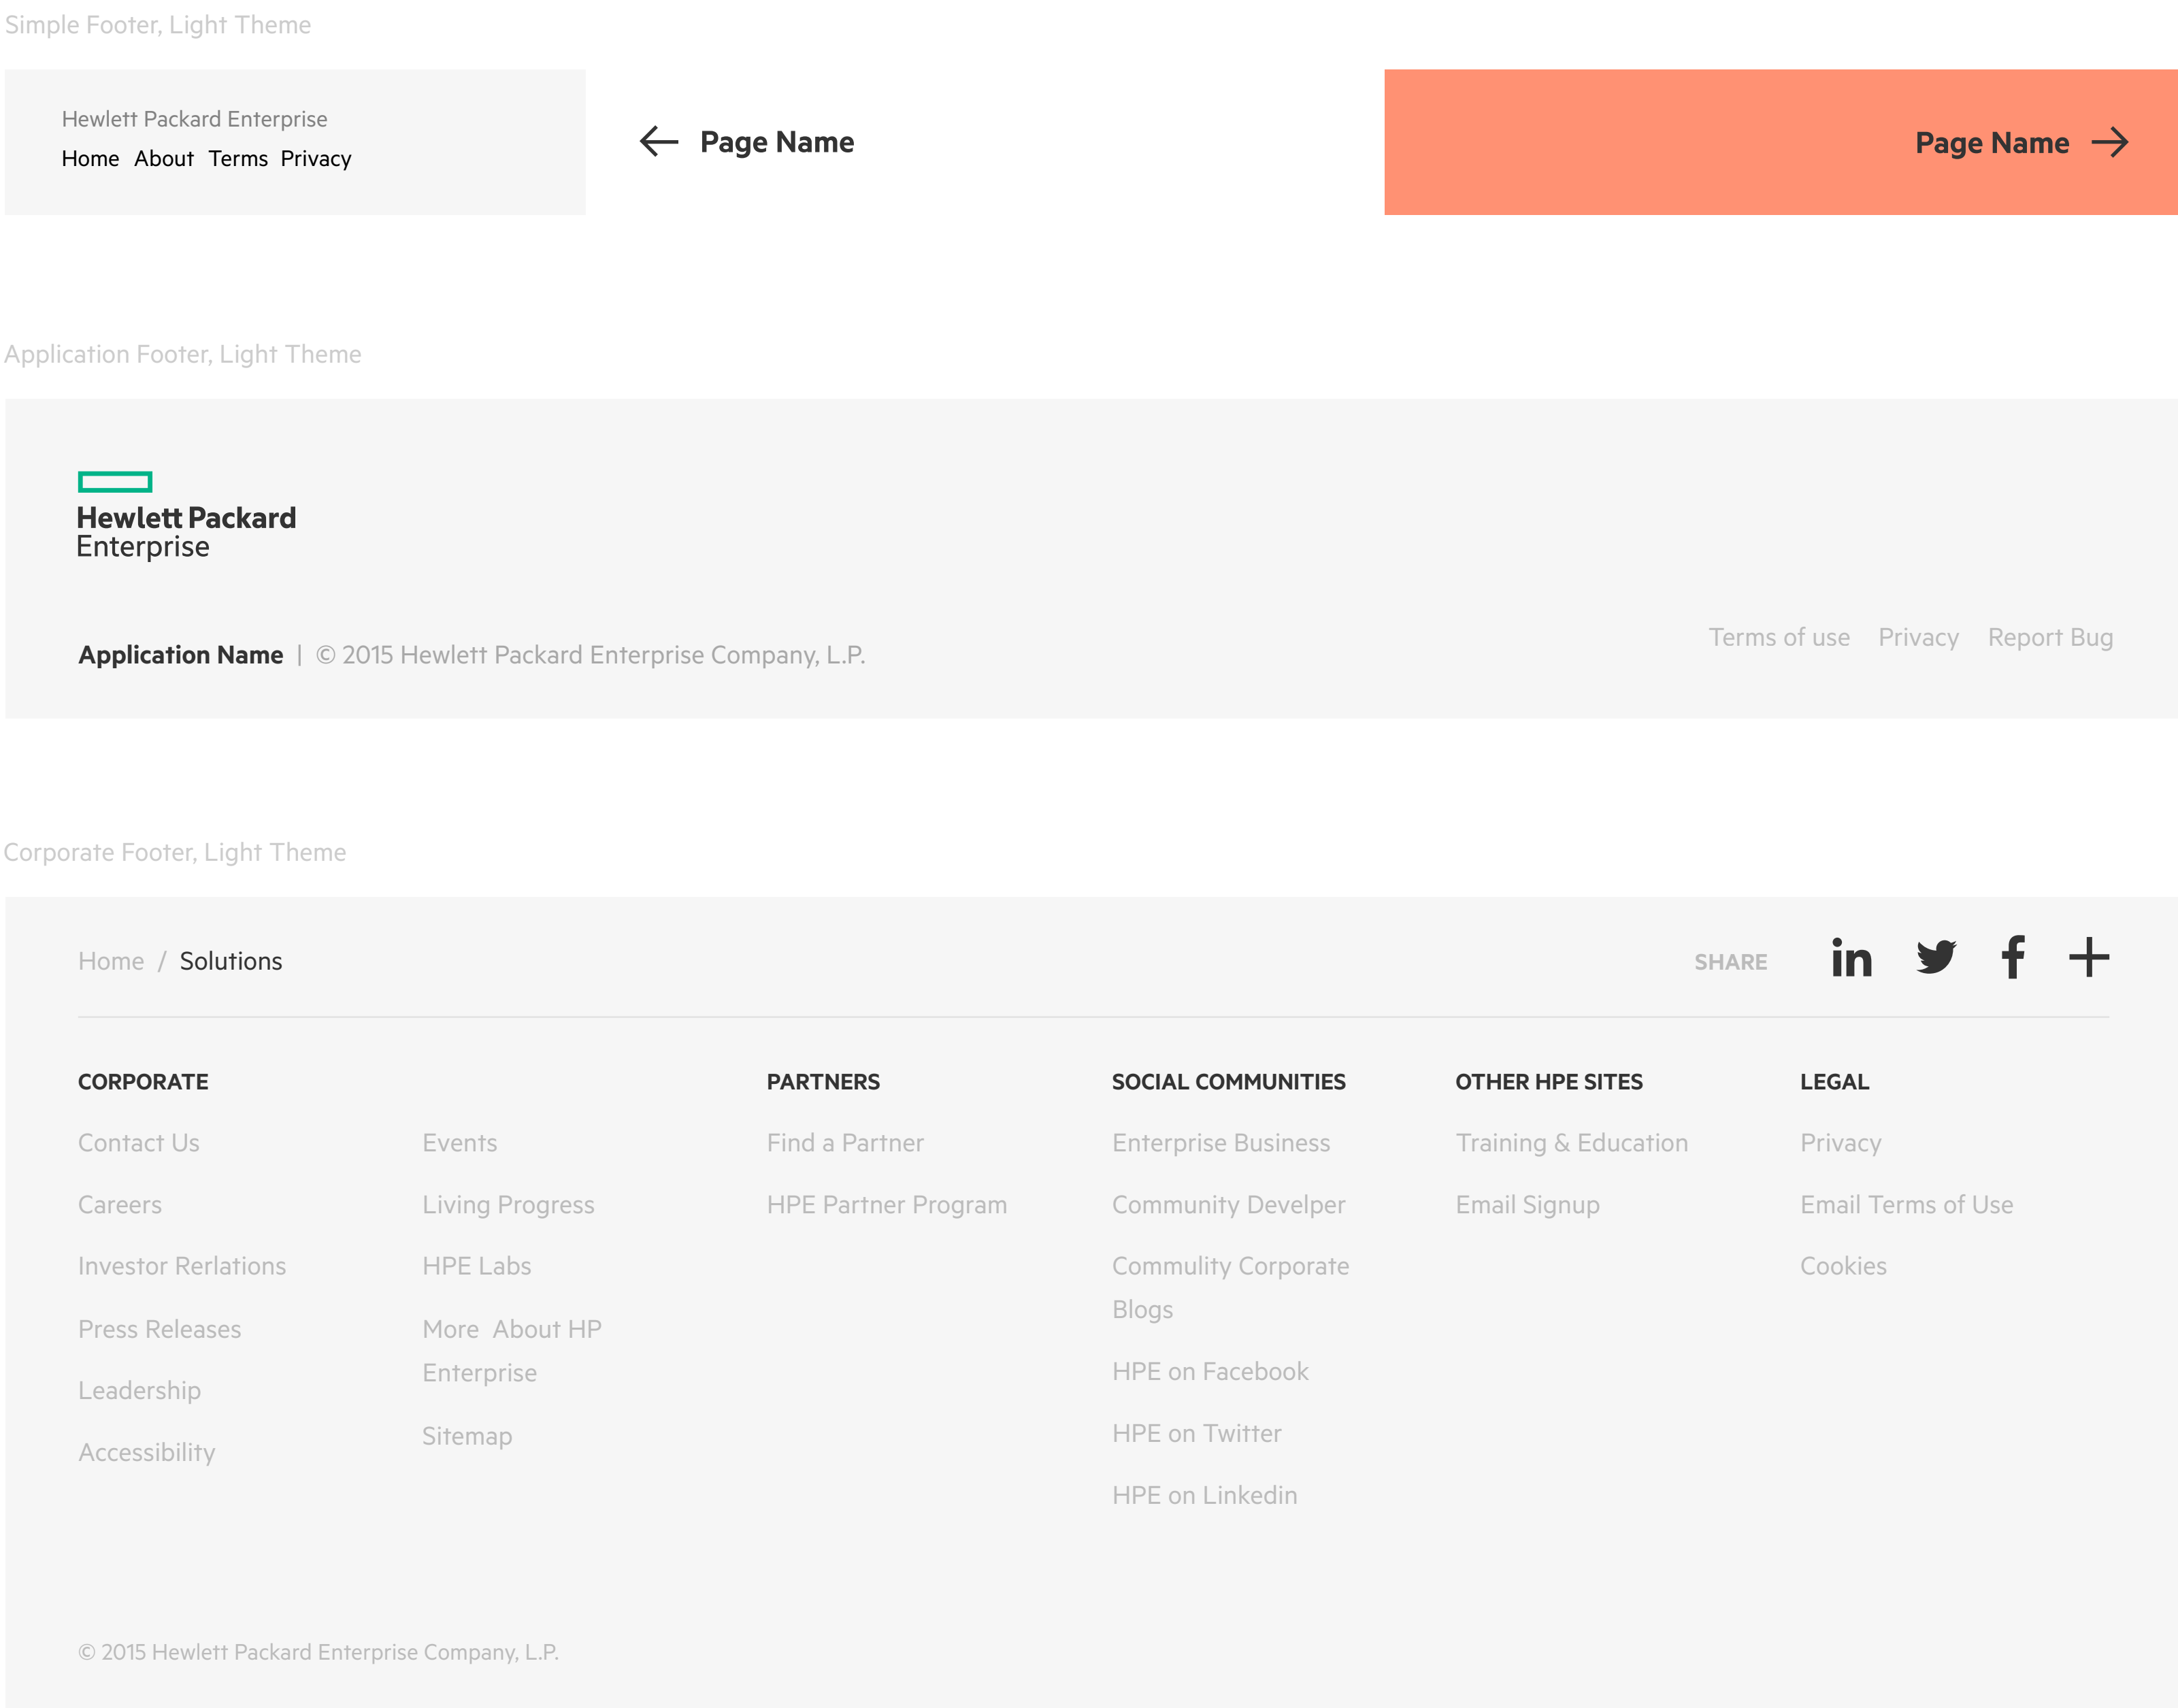 Simple Footer, Light Theme
Hewlett Packard Enterprise
Home About Terms Privacy
Page Name
Page Name
Application Footer, Light Theme
Hewlett Packard
Enterprise
Application Name | © 2015 Hewlett Packard Enterprise Company, L.P.
Terms of use Privacy Report Bug
Corporate Footer, Light Theme
Home / Solutions
SHARE
CORPORATE
Contact Us
Careers
Investor Rerlations
Press Releases
Leadership
Accessibility
Events
Living Progress
HPE Labs
More About HP
Enterprise
Sitemap
PARTNERS
Find a Partner
HPE Partner Program
SOCIAL COMMUNITIES
Enterprise Business
Community Develper
Commulity Corporate
Blogs
HPE on Facebook
HPE on Twitter
HPE on Linkedin
OTHER HPE SITES
Training & Education
Email Signup
LEGAL
Privacy
Email Terms of Use
Cookies
© 2015 Hewlett Packard Enterprise Company, L.P.